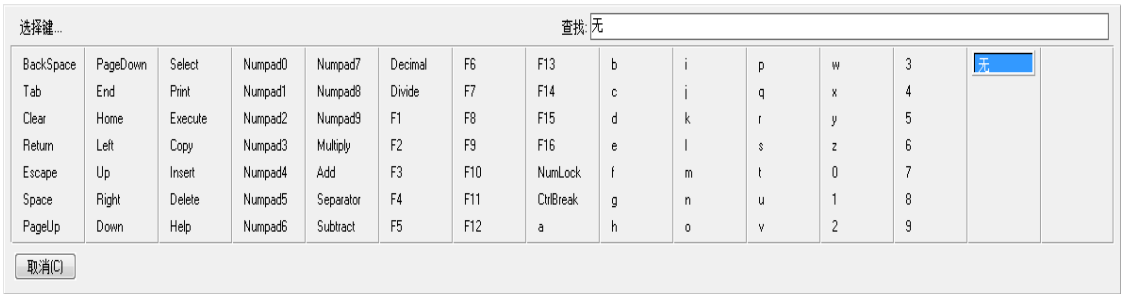 选择键... 查找: 无
BackSpace PageDown Select Numpad0 Numpad7 Decimal F6 F13 b i p w 3 无
Tab End Print Numpad1 Numpad8 Divide F7 F14 c j q x 4
Clear Home Execute Numpad2 Numpad9 F1 F8 F15 d k r y 5
Return Left Copy Numpad3 Multiply F2 F9 F16 e l s z 6
Escape Up Insert Numpad4 Add F3 F10 NumLock f m t 0 7
Space Right Delete Numpad5 Separator F4 F11 CtrlBreak g n u 1 8
PageUp Down Help Numpad6 Subtract F5 F12 a h o v 2 9
取消(C)